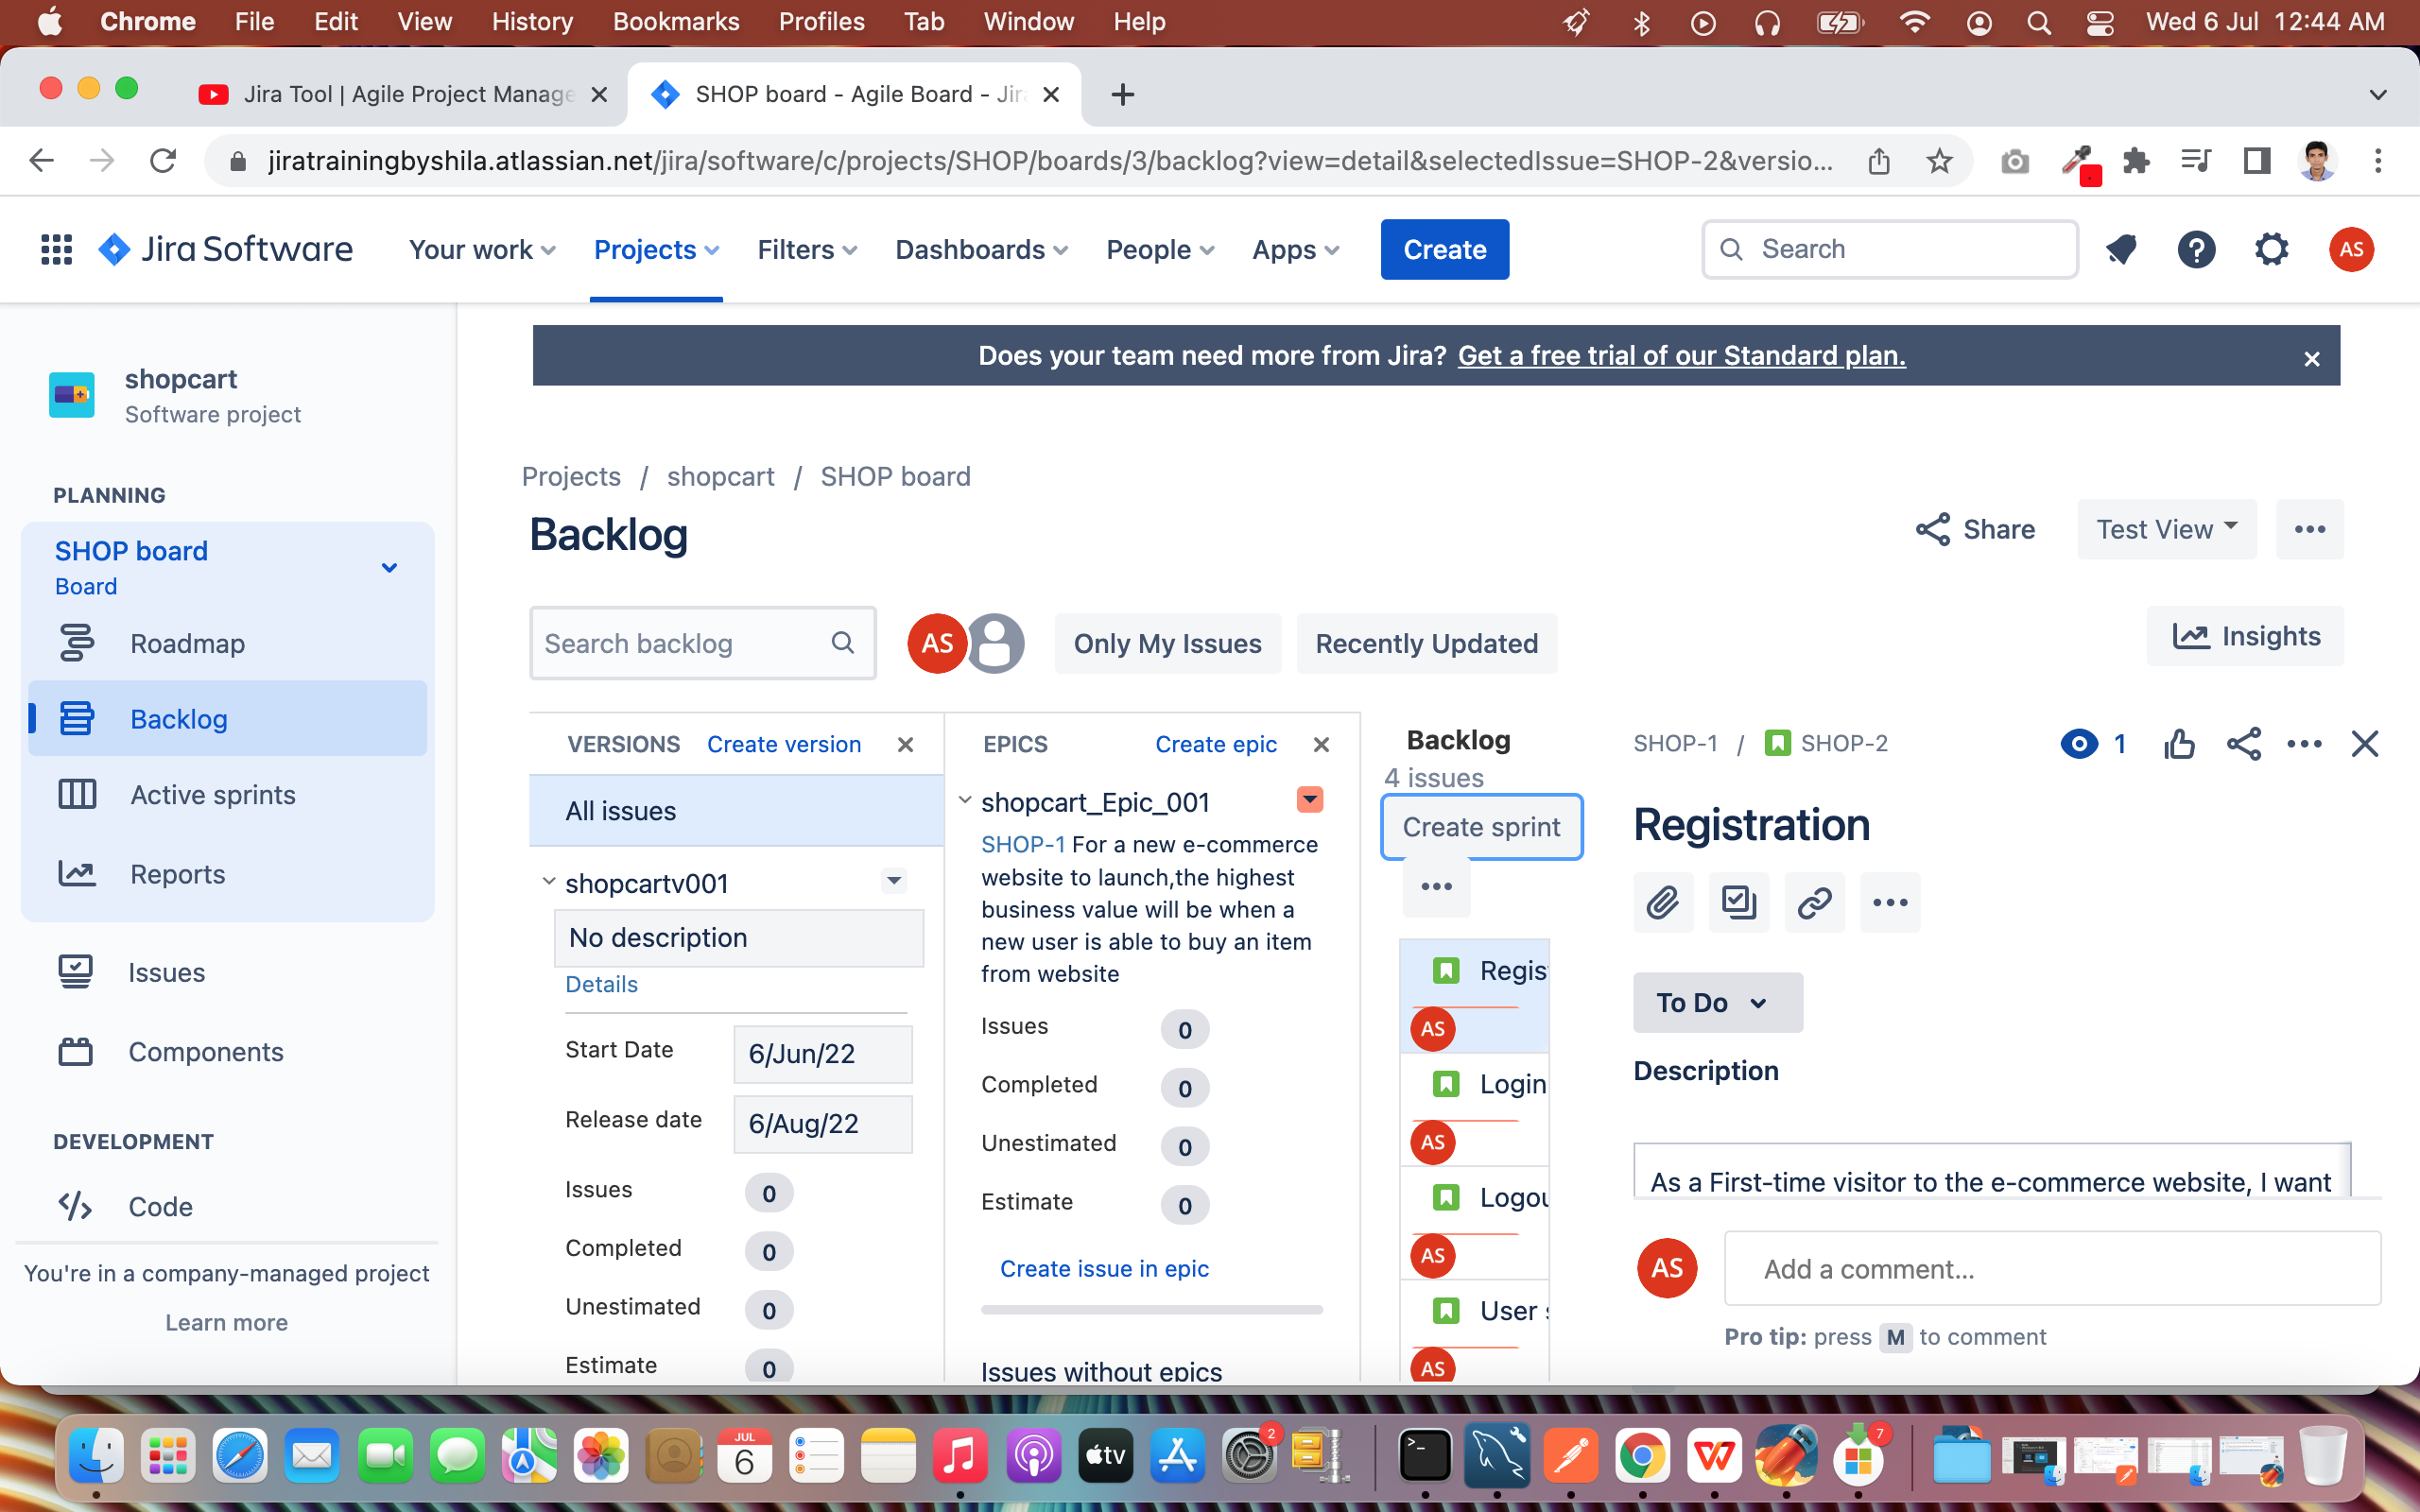 Chrome File Edit View History Bookmarks Profiles Tab Window Help Wed 6 Jul 12:44 AM
Jira Tool | Agile Project Manage
SHOP board - Agile Board - Jir
jiratrainingbyshila.atlassian.net/jira/software/c/projects/SHOP/boards/3/backlog?view=detail&selectedIssue=SHOP-2&versio...
Jira Software Your work Projects Filters Dashboards People Apps Create Search AS
Does your team need more from Jira? Get a free trial of our Standard plan.
shopcart
Software project
PLANNING
SHOP board
Board
Roadmap
Backlog
Active sprints
Reports
Issues
Components
DEVELOPMENT
Code
You're in a company-managed project
Learn more
Projects / shopcart / SHOP board
Backlog
Share Test View
Search backlog AS Only My Issues Recently Updated Insights
VERSIONS Create version
All issues
shopcartv001
No description
Details
Start Date 6/Jun/22
Release date 6/Aug/22
Issues 0
Completed 0
Unestimated 0
Estimate 0
EPICS Create epic
shopcart_Epic_001
SHOP-1 For a new e-commerce
website to launch,the highest
business value will be when a
new user is able to buy an item
from website
Issues 0
Completed 0
Unestimated 0
Estimate 0
Create issue in epic
Issues without epics
Backlog
4 issues
Create sprint
Regis
AS
Login
AS
Logou
AS
User
AS
SHOP-1 / SHOP-2 1
Registration
To Do
Description
As a First-time visitor to the e-commerce website, I want
AS Add a comment...
Pro tip: press M to comment
JUL
6
tv
2
7